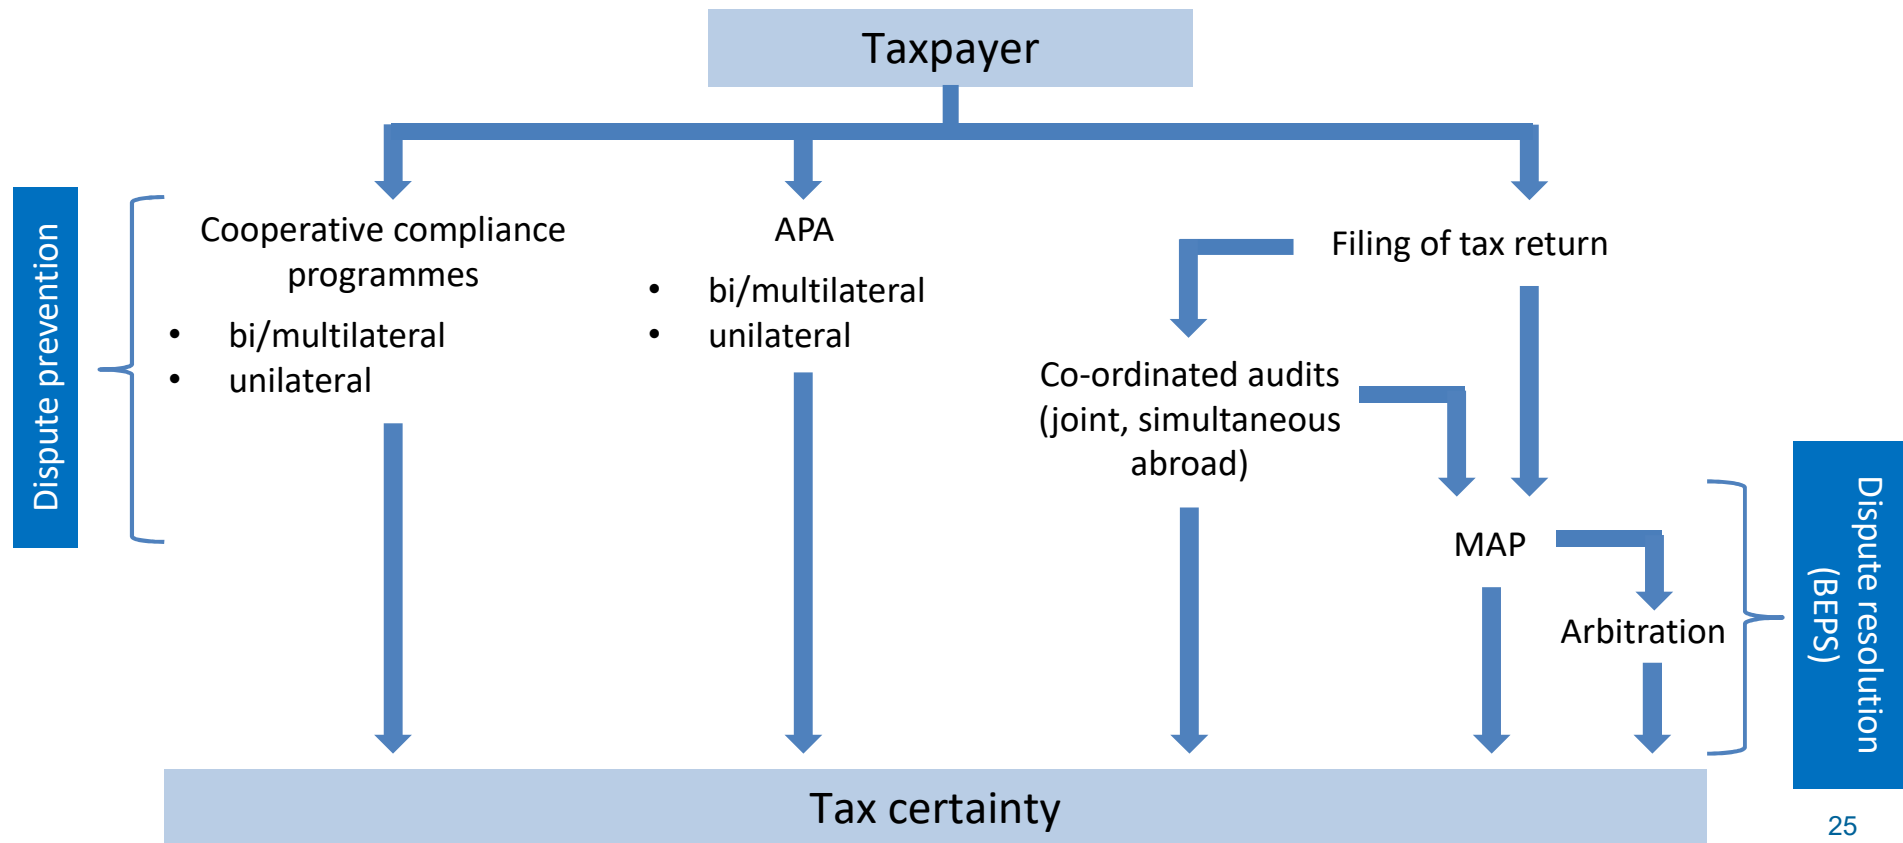 Taxpayer
Dispute prevention
Cooperative compliance
programmes
• bi/multilateral
• unilateral
APA
• bi/multilateral
• unilateral
Filing of tax return
Co-ordinated audits
(joint, simultaneous
abroad)
MAP
Arbitration
Dispute resolution
(BEPS)
Tax certainty
25